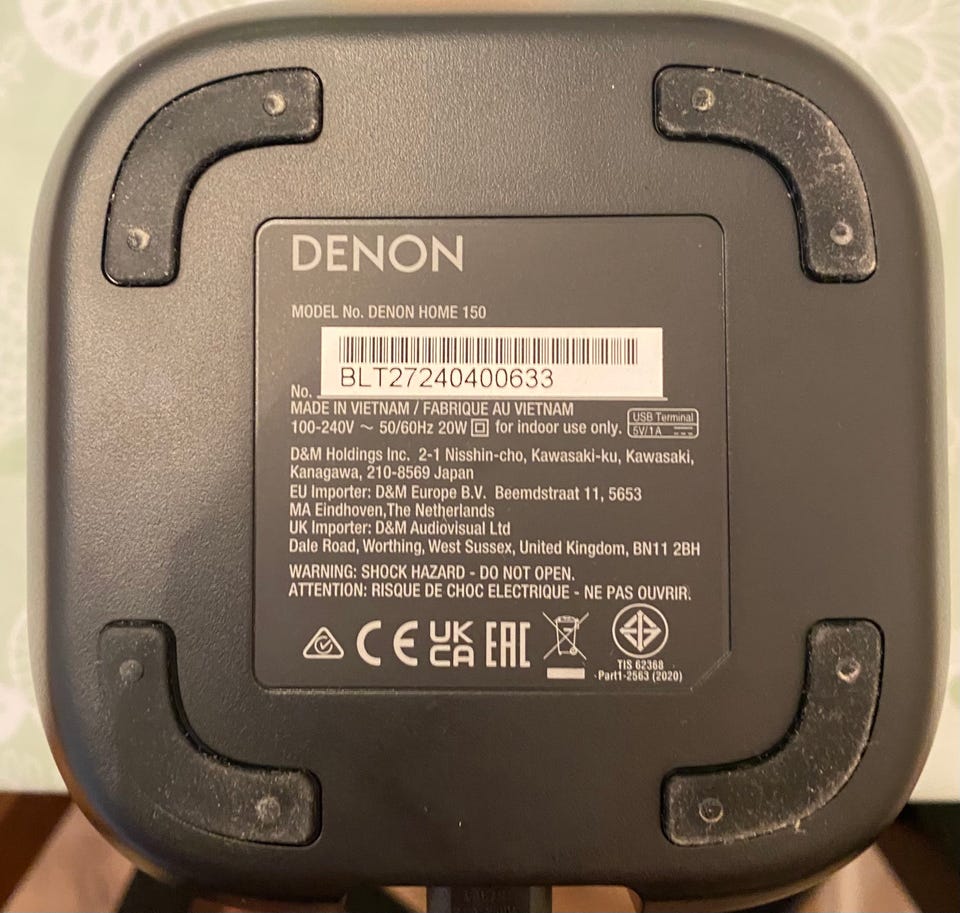 DENON
MODEL No. DENON HOME 150
BLT27240400633
No.
MADE IN VIETNAM / FABRIQUE AU VIETNAM
100-240V ~ 50/60Hz 20W for indoor use only.
USB Terminal
5V/1A
D&M Holdings Inc. 2-1 Nisshin-cho, Kawasaki-ku, Kawasaki,
Kanagawa, 210-8569 Japan
EU Importer: D&M Europe B.V. Beemdstraat 11, 5653
MA Eindhoven,The Netherlands
UK Importer: D&M Audiovisual Ltd
Dale Road, Worthing, West Sussex, United Kingdom, BN11 2BH
WARNING: SHOCK HAZARD - DO NOT OPEN.
ATTENTION: RISQUE DE CHOC ELECTRIQUE - NE PAS OUVRIR.
CE UK
CA EAC
TIS 62368
Part1-2563 (2020)